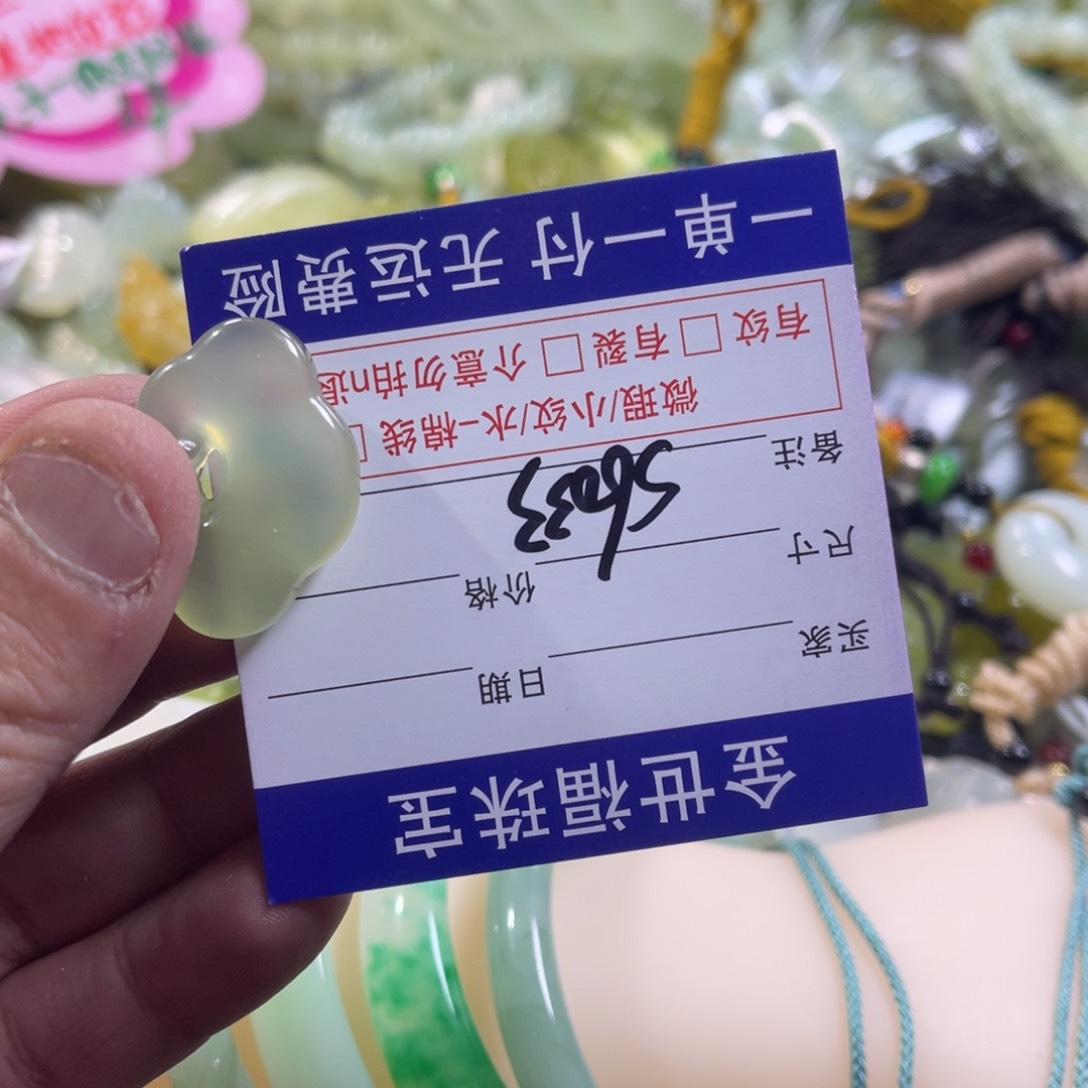 金世福珠宝
买家 日期
尺寸 价格
备注
微瑕/小纹/水-棉线
有纹 有裂 介意勿拍n退
一单一付 无运费险